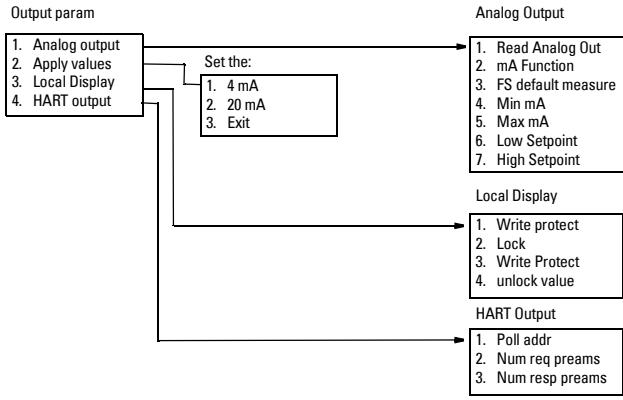 Output param
1. Analog output
2. Apply values
3. Local Display
4. HART output
Set the:
1. 4 mA
2. 20 mA
3. Exit
Analog Output
1. Read Analog Out
2. mA Function
3. FS default measure
4. Min mA
5. Max mA
6. Low Setpoint
7. High Setpoint
Local Display
1. Write protect
2. Lock
3. Write Protect
4. unlock value
HART Output
1. Poll addr
2. Num req preams
3. Num resp preams